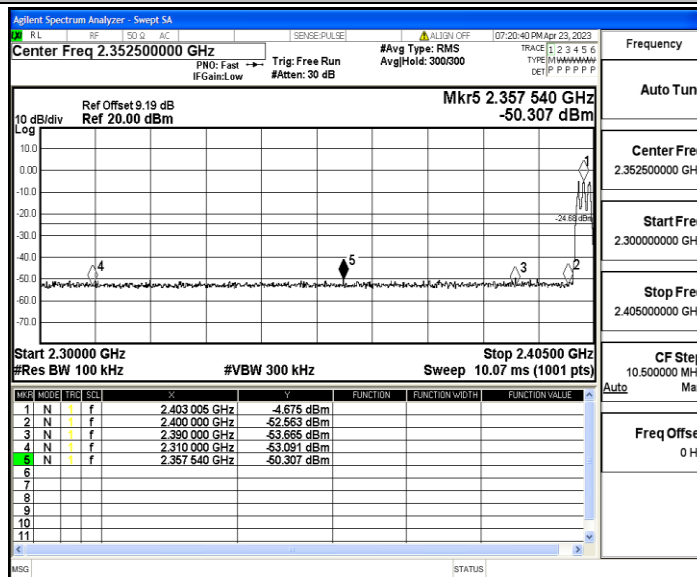 Agilent Spectrum Analyzer - Swept SA
RL RF 50 Ω AC SENSE:PULSE ALIGN OFF 07:20:40 PM Apr 23, 2023
Center Freq 2.352500000 GHz
PNO: Fast Trig: Free Run
IFGain:Low #Atten: 30 dB
#Avg Type: RMS
Avg|Hold: 300/300
TRACE 1 2 3 4 5 6
TYPE M WWWWW
DET P P P P P P
Frequency
Ref Offset 9.19 dB
10 dB/div Ref 20.00 dBm
Log
Mkr5 2.357 540 GHz
-50.307 dBm
10.0
0.00
-10.0
-20.0
-30.0
-40.0
-50.0
-60.0
-70.0
1
-24.68 dBm
4
5
3
2
Start 2.30000 GHz Stop 2.40500 GHz
#Res BW 100 kHz #VBW 300 kHz Sweep 10.07 ms (1001 pts)
MKR MODE TRC SCL X Y FUNCTION FUNCTION WIDTH FUNCTION VALUE
1 N 1 f 2.403 005 GHz -4.675 dBm
2 N 1 f 2.400 000 GHz -52.563 dBm
3 N 1 f 2.390 000 GHz -53.665 dBm
4 N 1 f 2.310 000 GHz -53.091 dBm
5 N 1 f 2.357 540 GHz -50.307 dBm
6
7
8
9
10
11
MSG STATUS
Auto Tun
Center Fre
2.352500000 GH
Start Fre
2.300000000 GH
Stop Fre
2.405000000 GH
CF Step
10.500000 MH
Auto Ma
Freq Offse
0 H